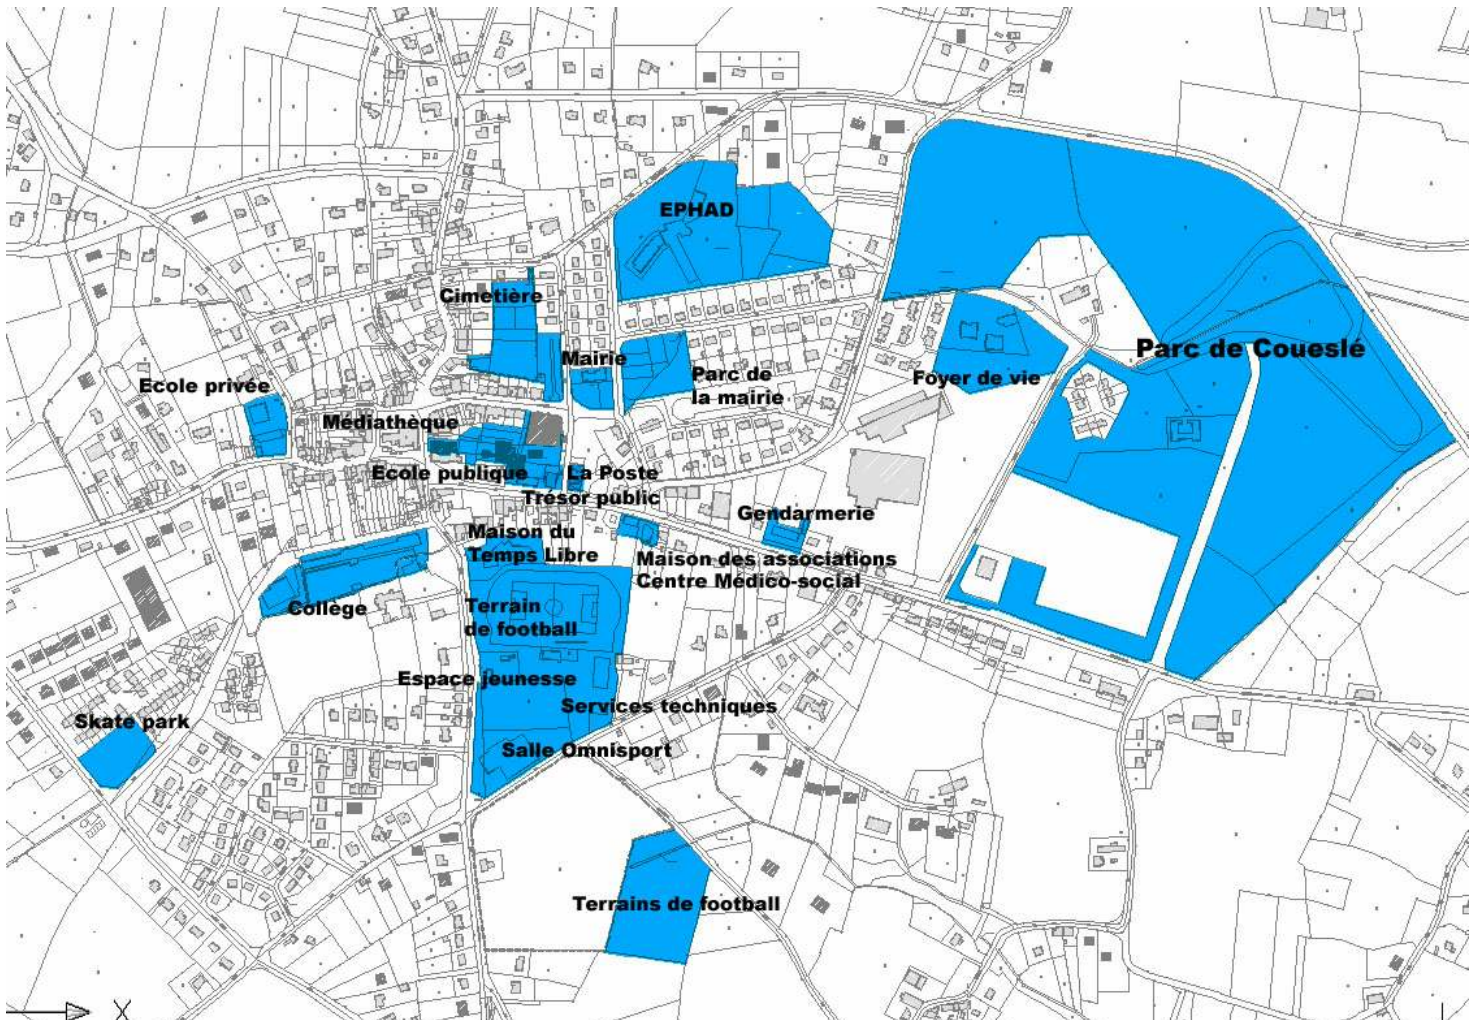 EPHAD
Cimetière
Mairie
Parc de Coueslé
Ecole privée
Parc de
la mairie
Foyer de vie
Médiathèque
Ecole publique
La Poste
Trésor public
Gendarmerie
Maison du
Temps Libre
Maison des associations
Centre Médico-social
Collège
Terrain
de football
Espace jeunesse
Services techniques
Skate park
Salle Omnisport
Terrains de football
X